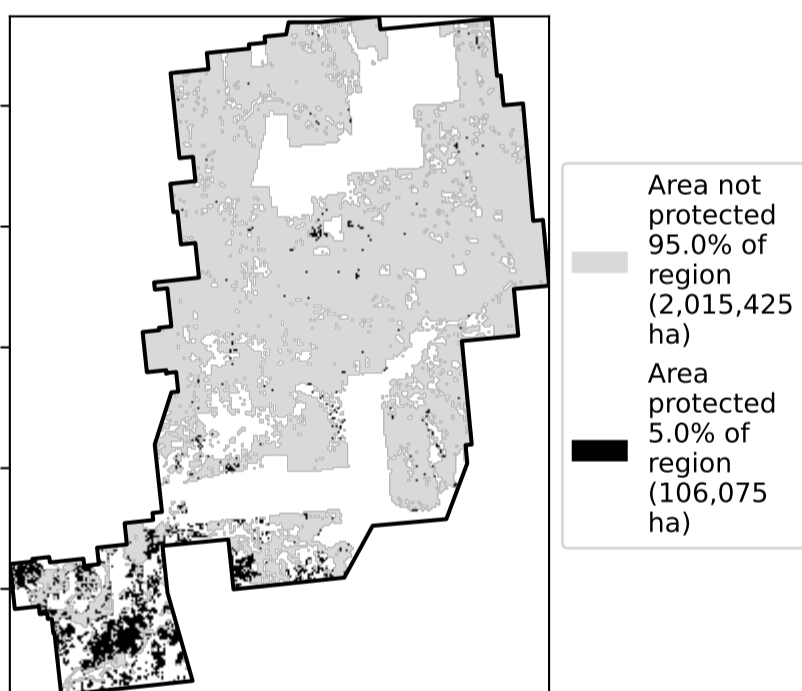 Area not
protected
95.0% of
region
(2,015,425
ha)
Area
protected
5.0% of
region
(106,075
ha)